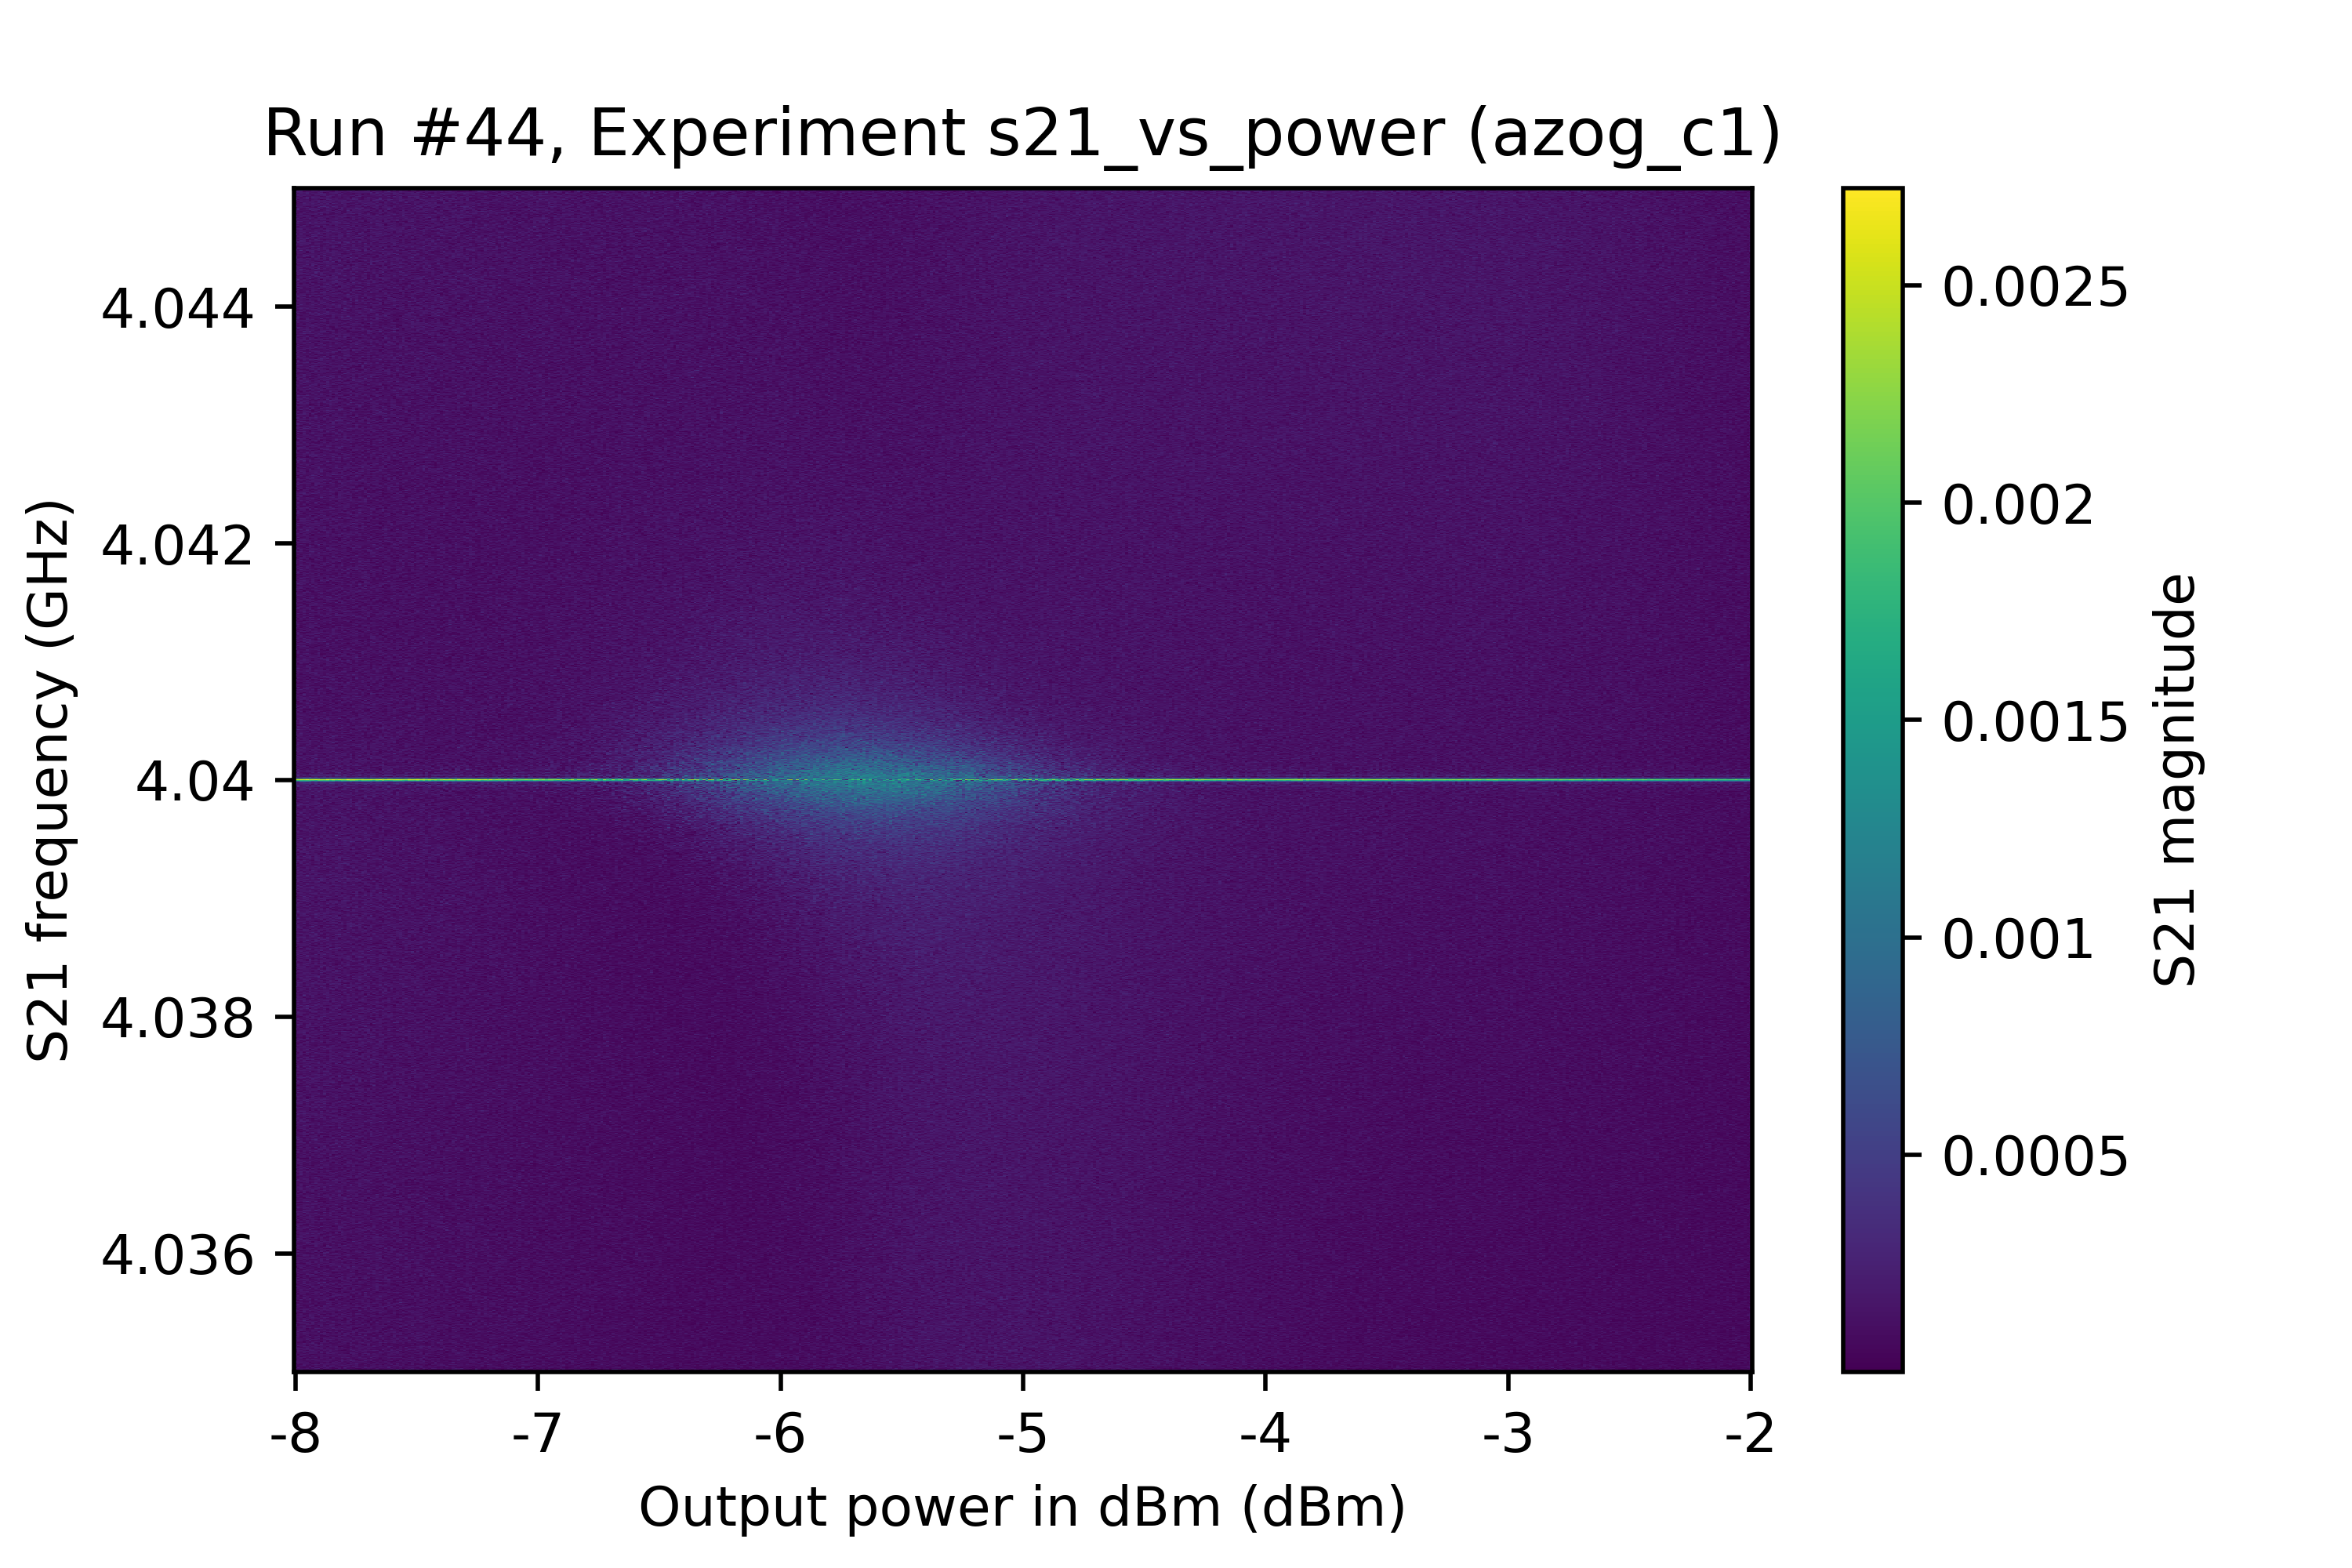 Run #44, Experiment s21_vs_power (azog_c1)
S21 frequency (GHz)
4.044
4.042
4.04
4.038
4.036
-8 -7 -6 -5 -4 -3 -2
Output power in dBm (dBm)
0.0025
0.002
0.0015
0.001
0.0005
S21 magnitude